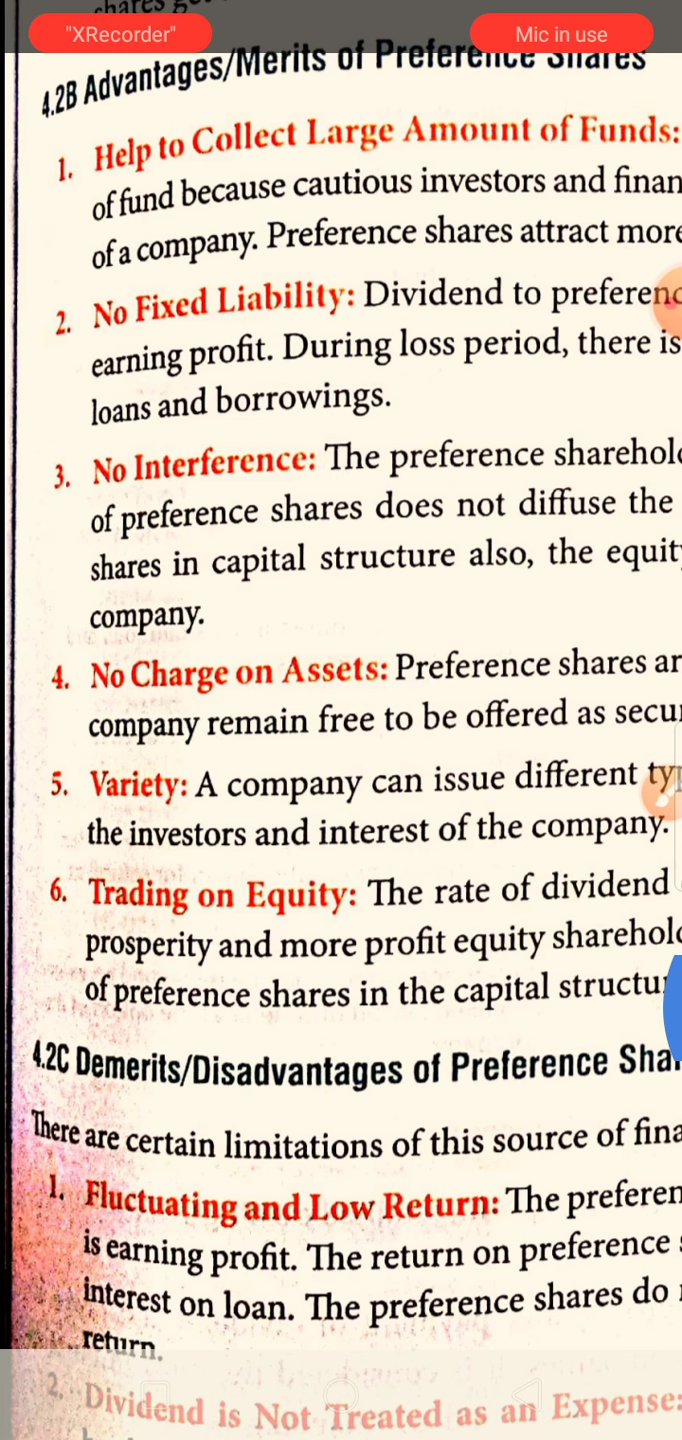 shares
"XRecorder"
Mic in use
4.2B Advantages/Merits of Preference Shares
1. Help to Collect Large Amount of Funds:
of fund because cautious investors and finan
of a company. Preference shares attract more
2. No Fixed Liability: Dividend to preferenc
earning profit. During loss period, there is
loans and borrowings.
3. No Interference: The preference sharehol
of preference shares does not diffuse the
shares in capital structure also, the equit
company.
4. No Charge on Assets: Preference shares ar
company remain free to be offered as secu
5. Variety: A company can issue different ty
the investors and interest of the company.
6. Trading on Equity: The rate of dividend
prosperity and more profit equity sharehol
of preference shares in the capital structu
4.2C Demerits/Disadvantages of Preference Sha
There are certain limitations of this source of fina
1. Fluctuating and Low Return: The preferen
is earning profit. The return on preference
interest on loan. The preference shares do
return.
2. Dividend is Not Treated as an Expense: